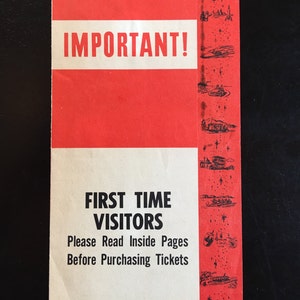 IMPORTANT!
FIRST TIME
VISITORS
Please Read Inside Pages
Before Purchasing Tickets